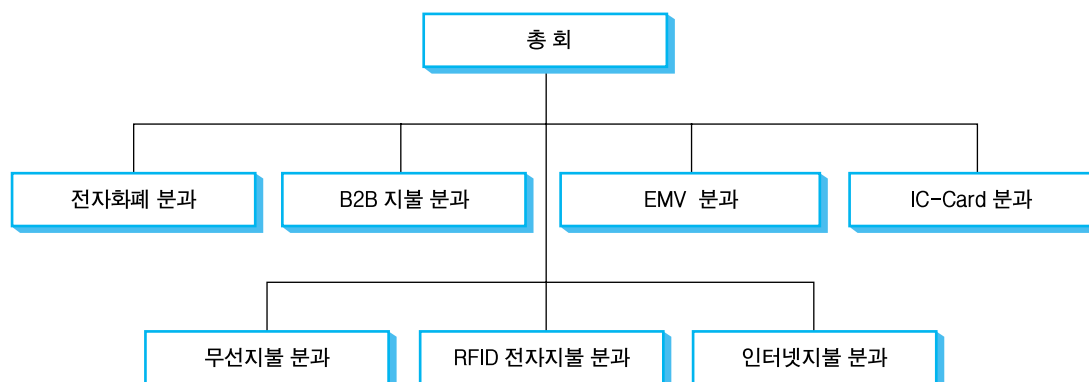 총 회
전자화폐 분과
B2B 지불 분과
EMV 분과
IC-Card 분과
무선지불 분과
RFID 전자지불 분과
인터넷지불 분과